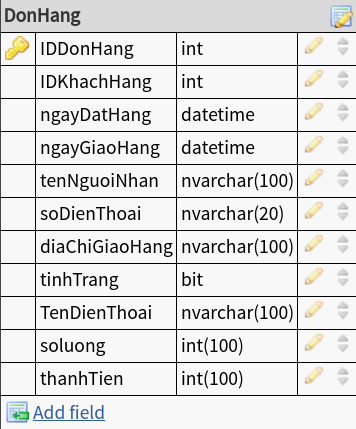 DonHang
IDDonHang int
IDKhachHang int
ngayDatHang datetime
ngayGiaoHang datetime
tenNguoiNhan nvarchar(100)
soDienThoai nvarchar(20)
diaChiGiaoHang nvarchar(100)
tinhTrang bit
TenDienThoai nvarchar(100)
soluong int(100)
thanhTien int(100)
Add field